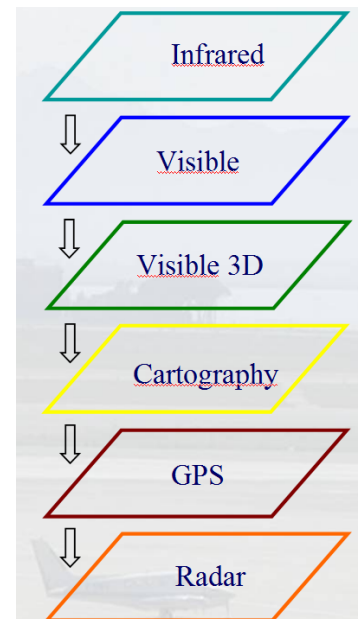 Infrared
Visible
Visible 3D
Cartography
GPS
Radar